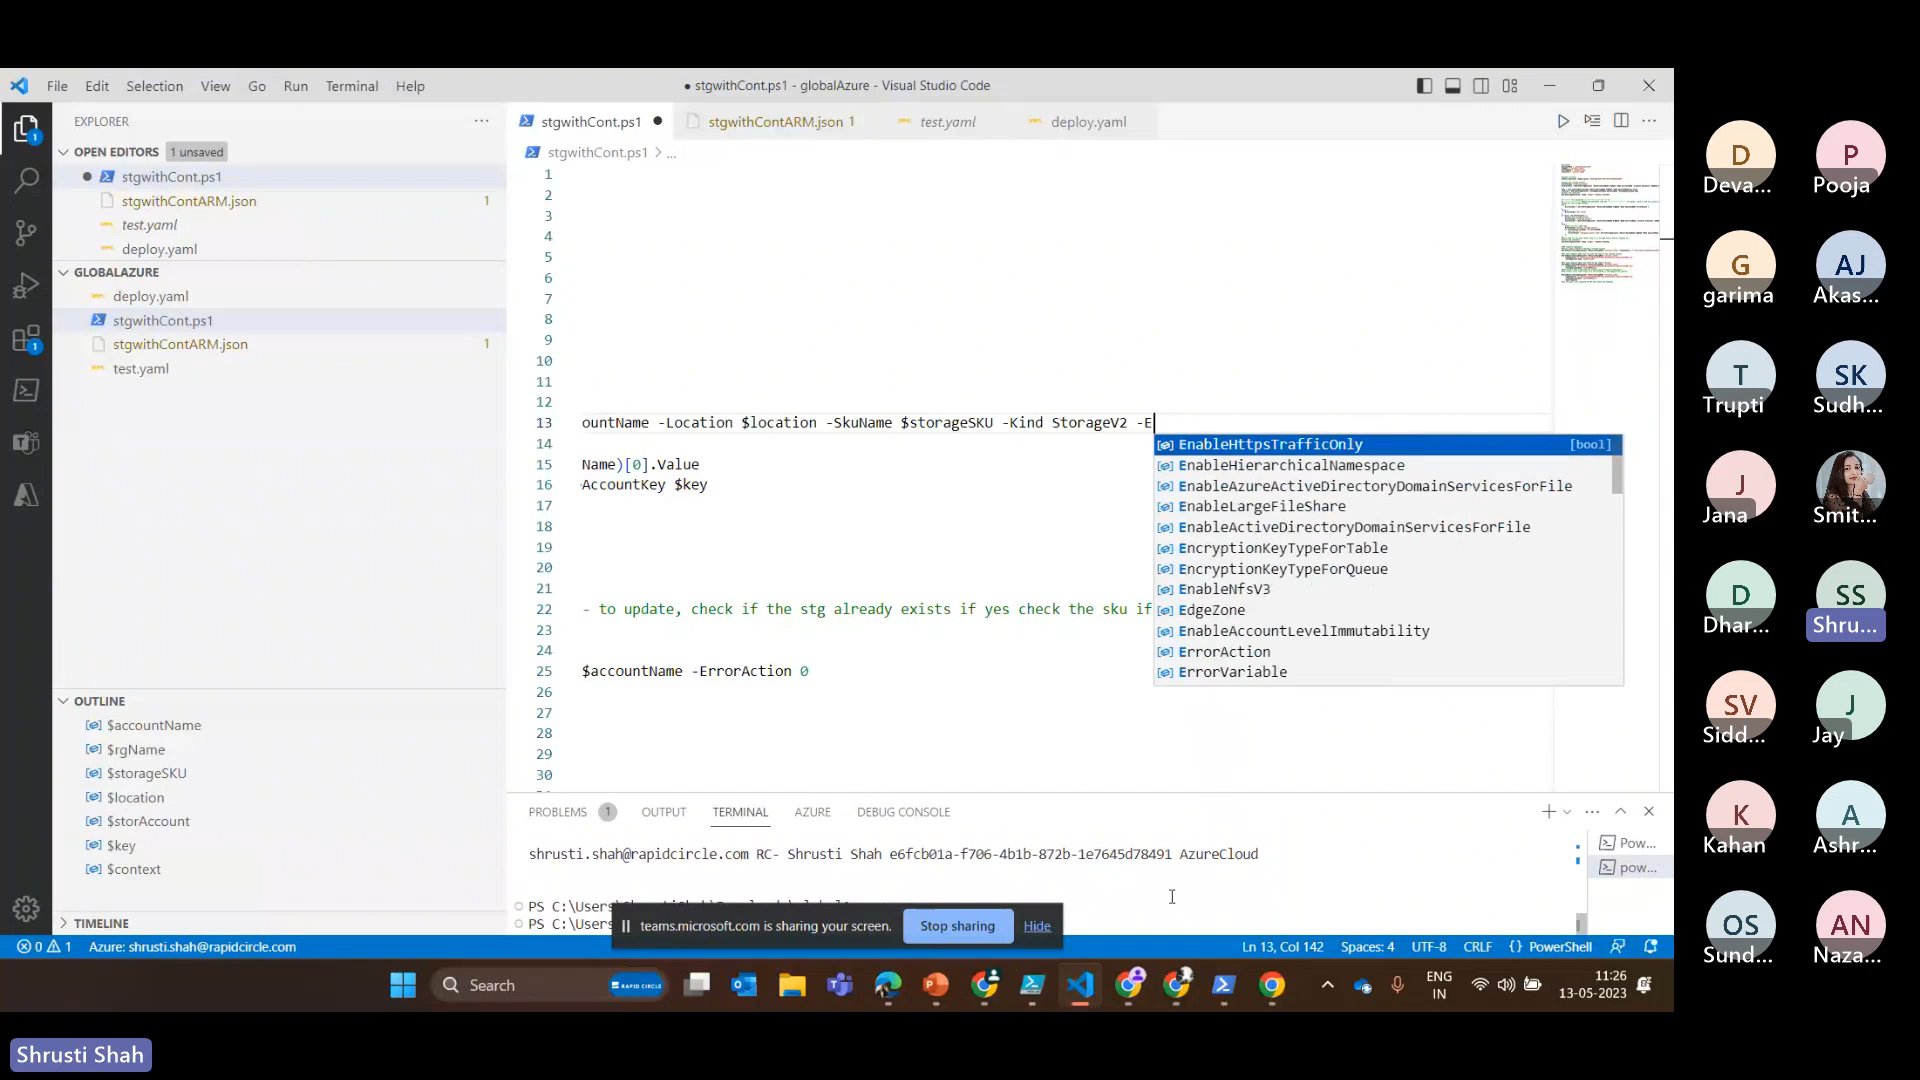 File Edit Selection View Go Run Terminal Help
● stgwithCont.ps1 - globalAzure - Visual Studio Code
EXPLORER
OPEN EDITORS 1 unsaved
stgwithCont.ps1
stgwithContARM.json 1
test.yaml
deploy.yaml
GLOBALAZURE
deploy.yaml
stgwithCont.ps1
stgwithContARM.json 1
test.yaml
OUTLINE
$accountName
$rgName
$storageSKU
$location
$storAccount
$key
$context
TIMELINE
stgwithCont.ps1 ● stgwithContARM.json 1 test.yaml deploy.yaml
stgwithCont.ps1 > ...
1
2
3
4
5
6
7
8
9
10
11
12
13 ountName -Location $location -SkuName $storageSKU -Kind StorageV2 -E
14
15 Name)[0].Value
16 AccountKey $key
17
18
19
20
21
22 - to update, check if the stg already exists if yes check the sku if
23
24
25 $accountName -ErrorAction 0
26
27
28
29
30
EnableHttpsTrafficOnly [bool]
EnableHierarchicalNamespace
EnableAzureActiveDirectoryDomainServicesForFile
EnableLargeFileShare
EnableActiveDirectoryDomainServicesForFile
EncryptionKeyTypeForTable
EncryptionKeyTypeForQueue
EnableNfsV3
EdgeZone
EnableAccountLevelImmutability
ErrorAction
ErrorVariable
PROBLEMS 1 OUTPUT TERMINAL AZURE DEBUG CONSOLE
shrusti.shah@rapidcircle.com RC- Shrusti Shah e6fcb01a-f706-4b1b-872b-1e7645d78491 AzureCloud
PS C:\Users
PS C:\Users
Pow...
pow...
teams.microsoft.com is sharing your screen. Stop sharing Hide
0 1 Azure: shrusti.shah@rapidcircle.com
Ln 13, Col 142 Spaces: 4 UTF-8 CRLF {} PowerShell
Search RAPID CIRCLE
ENG
IN
11:26
13-05-2023
D
Deva...
P
Pooja
G
garima
AJ
Akas...
T
Trupti
SK
Sudh...
J
Jana
Smit...
D
Dhar...
SS
Shru...
SV
Sidd...
J
Jay
K
Kahan
A
Ashr...
OS
Sund...
AN
Naza...
Shrusti Shah